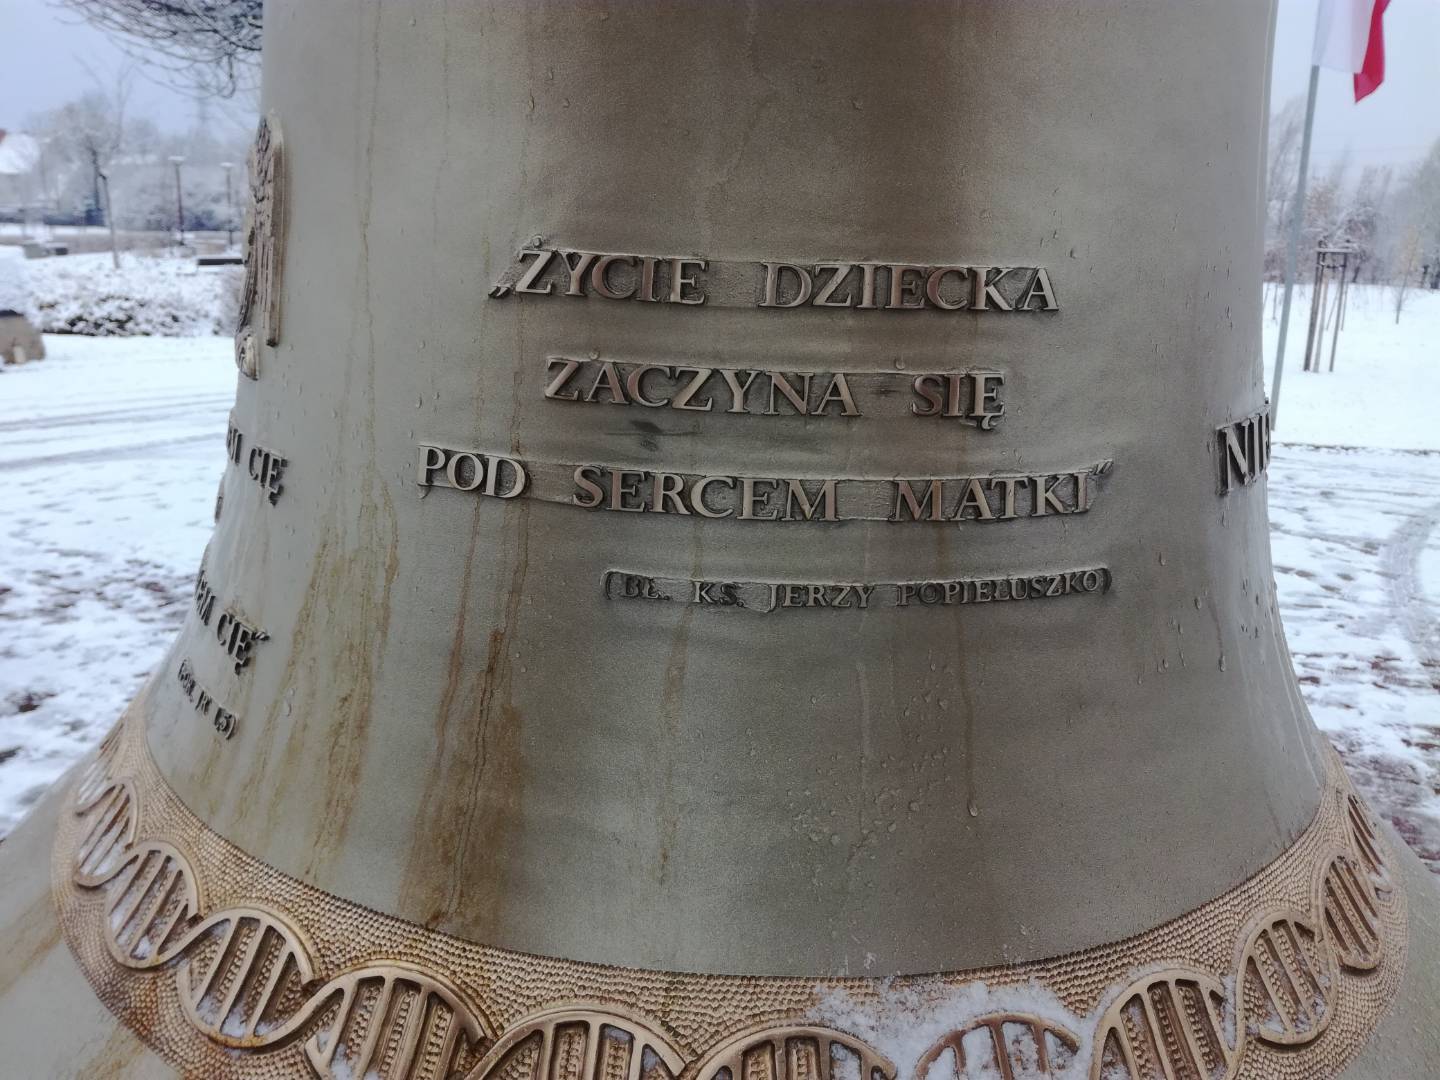 „ŻYCIE DZIECKA
ZACZYNA SIĘ
POD SERCEM MATKI"
(BŁ. KS. JERZY POPIEŁUSZKO)
CIĘ,
CIĘ"